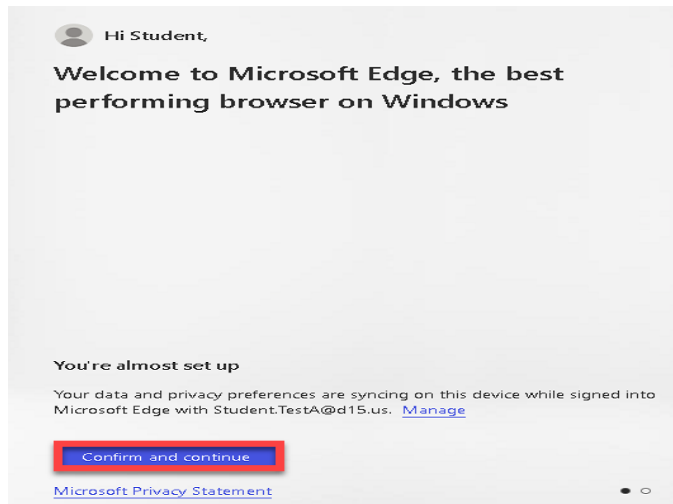 Hi Student,
Welcome to Microsoft Edge, the best
performing browser on Windows
You're almost set up
Your data and privacy preferences are syncing on this device while signed into
Microsoft Edge with Student.TestA@d15.us. Manage
Confirm and continue
Microsoft Privacy Statement